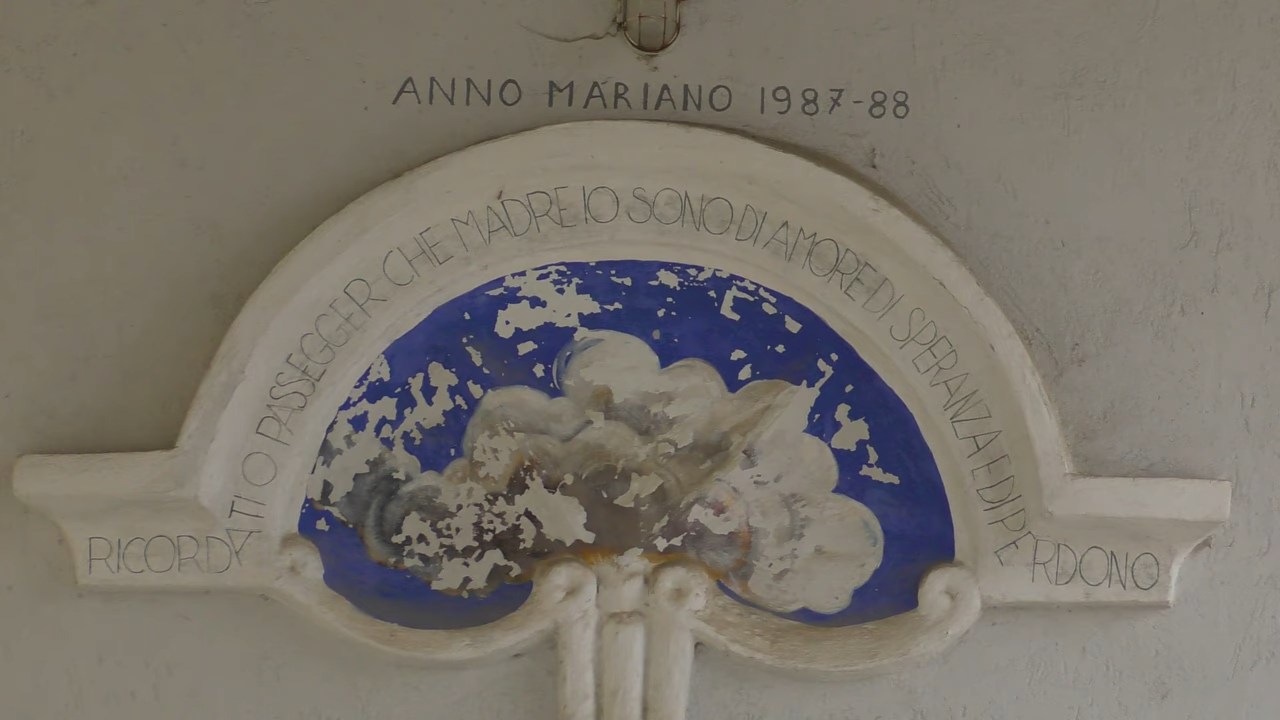 ANNO MARIANO 1987-88
RICORDATI O PASSEGGER CHE MADRE IO SONO DI AMORE DI SPERANZA E DI PERDONO